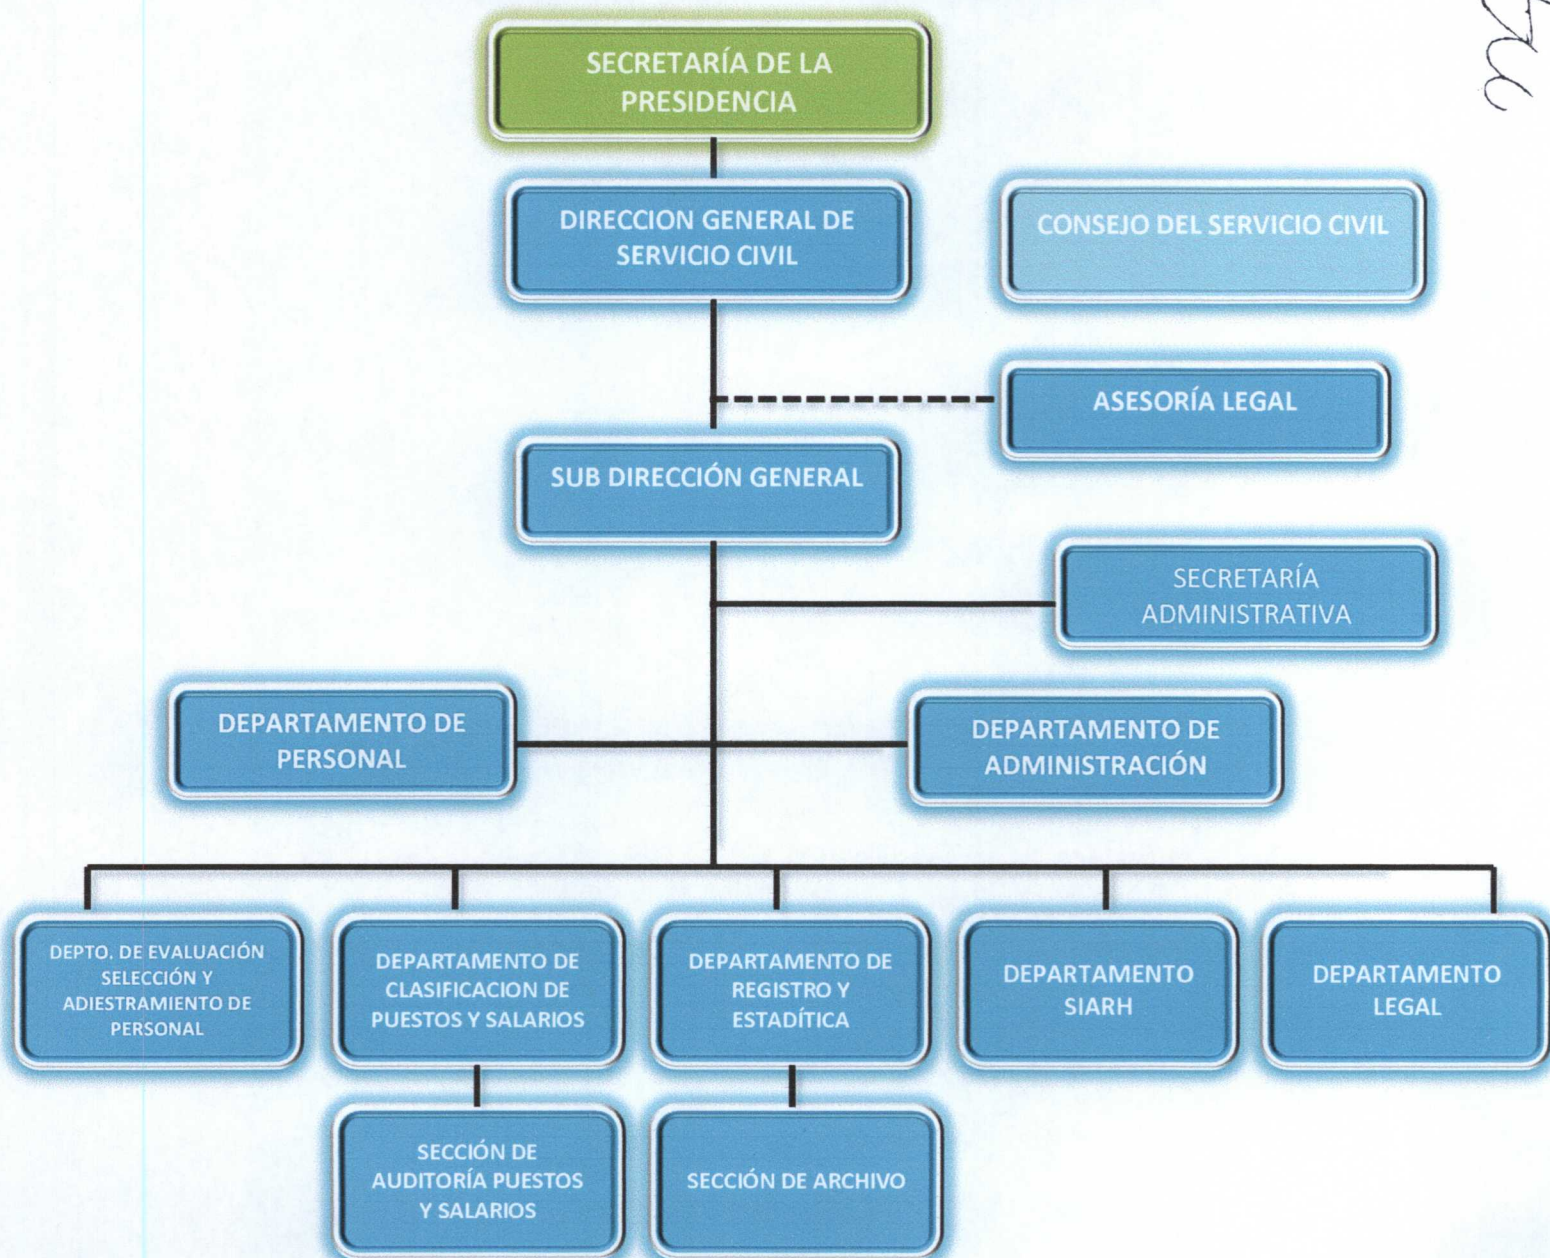 SECRETARÍA DE LA
PRESIDENCIA
DIRECCION GENERAL DE
SERVICIO CIVIL
CONSEJO DEL SERVICIO CIVIL
ASESORÍA LEGAL
SUB DIRECCIÓN GENERAL
SECRETARÍA
ADMINISTRATIVA
DEPARTAMENTO DE
PERSONAL
DEPARTAMENTO DE
ADMINISTRACIÓN
DEPTO. DE EVALUACIÓN
SELECCIÓN Y
ADIESTRAMIENTO DE
PERSONAL
DEPARTAMENTO DE
CLASIFICACION DE
PUESTOS Y SALARIOS
DEPARTAMENTO DE
REGISTRO Y
ESTADÍTICA
DEPARTAMENTO
SIARH
DEPARTAMENTO
LEGAL
SECCIÓN DE
AUDITORÍA PUESTOS
Y SALARIOS
SECCIÓN DE ARCHIVO